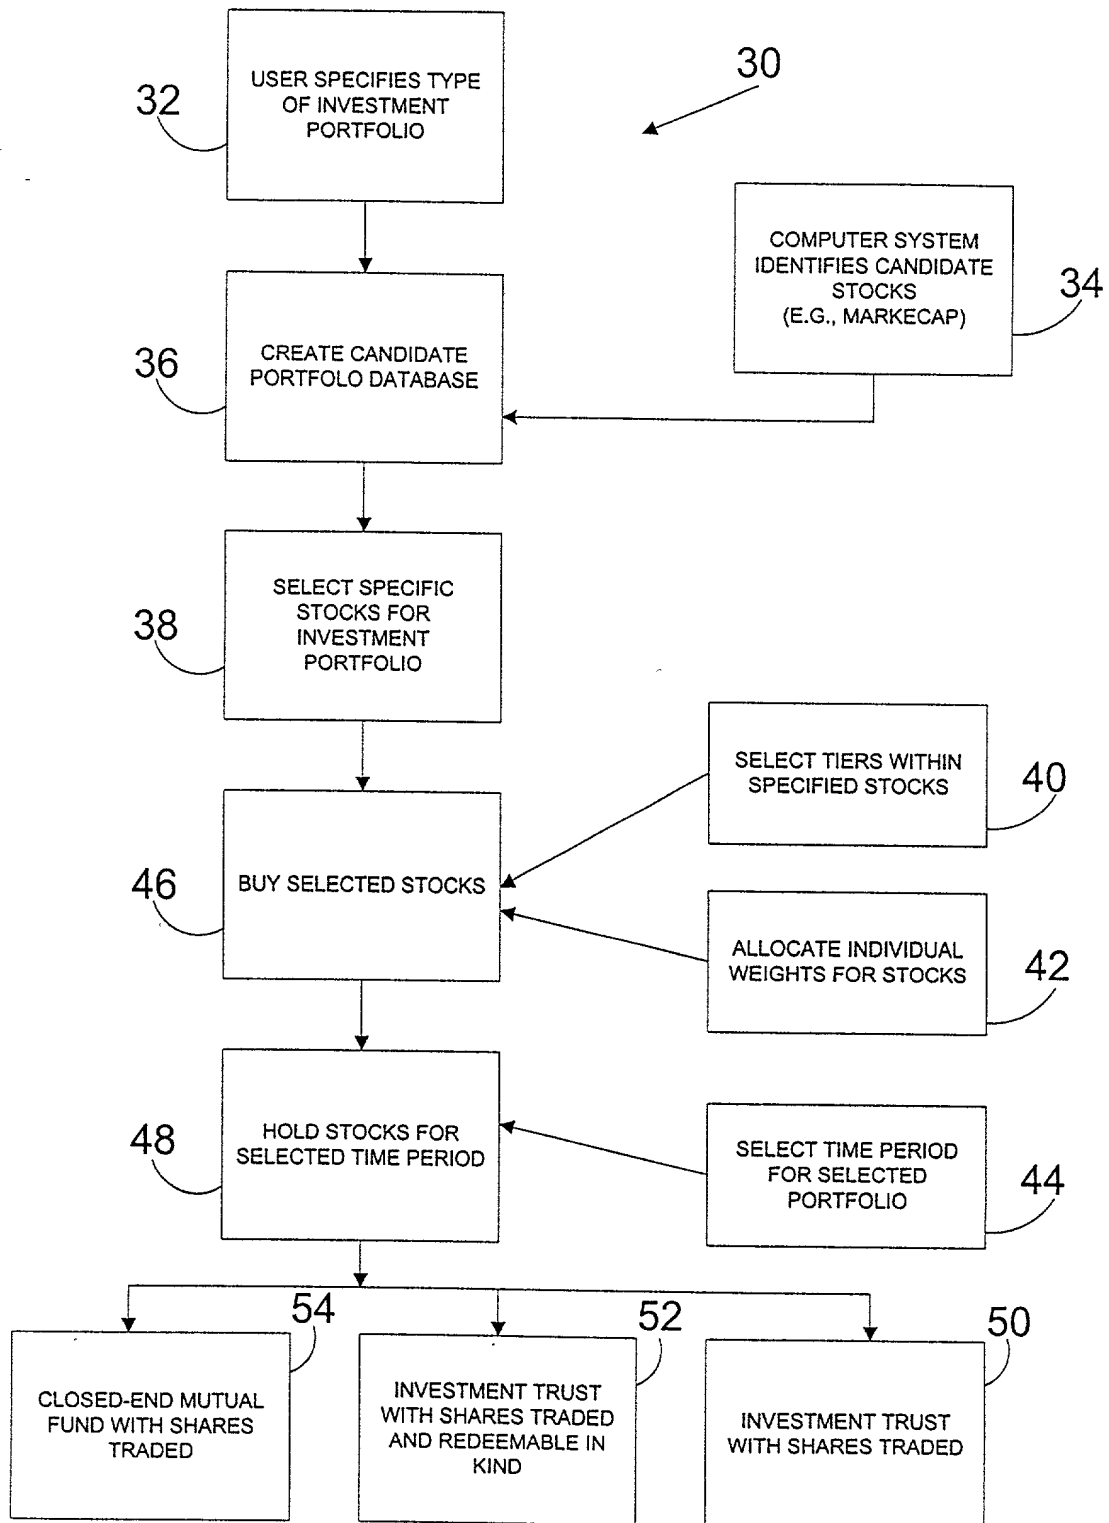 30
32
USER SPECIFIES TYPE
OF INVESTMENT
PORTFOLIO
34
COMPUTER SYSTEM
IDENTIFIES CANDIDATE
STOCKS
(E.G., MARKECAP)
36
CREATE CANDIDATE
PORTFOLO DATABASE
38
SELECT SPECIFIC
STOCKS FOR
INVESTMENT
PORTFOLIO
40
SELECT TIERS WITHIN
SPECIFIED STOCKS
46
BUY SELECTED STOCKS
42
ALLOCATE INDIVIDUAL
WEIGHTS FOR STOCKS
48
HOLD STOCKS FOR
SELECTED TIME PERIOD
44
SELECT TIME PERIOD
FOR SELECTED
PORTFOLIO
54
CLOSED-END MUTUAL
FUND WITH SHARES
TRADED
52
INVESTMENT TRUST
WITH SHARES TRADED
AND REDEEMABLE IN
KIND
50
INVESTMENT TRUST
WITH SHARES TRADED